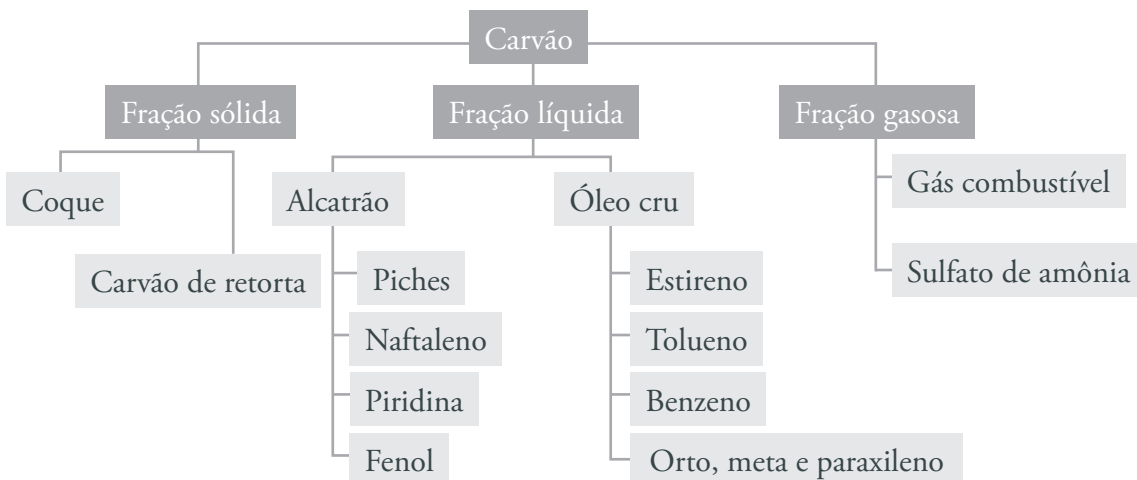 Carvão
Fração sólida
Fração líquida
Fração gasosa
Coque
Carvão de retorta
Alcatrão
Piches
Naftaleno
Piridina
Fenol
Óleo cru
Estireno
Tolueno
Benzeno
Orto, meta e paraxileno
Gás combustível
Sulfato de amônia